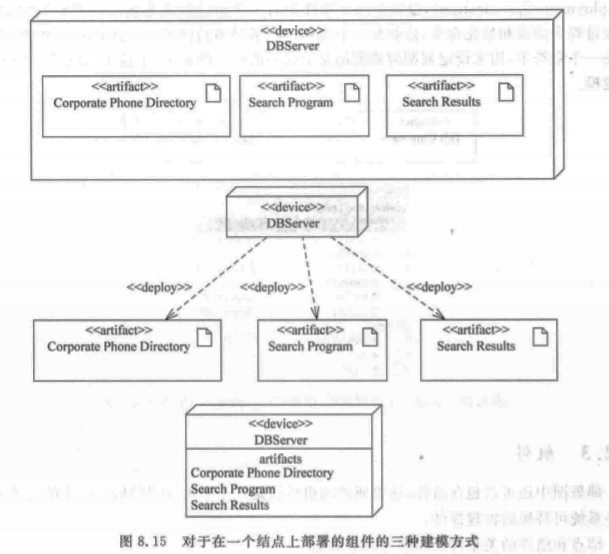 <<device>>
DBServer
<<artifact>>
Corporate Phone Directory
<<artifact>>
Search Program
<<artifact>>
Search Results
<<device>>
DBServer
<<deploy>>
<<deploy>>
<<deploy>>
<<artifact>>
Corporate Phone Directory
<<artifact>>
Search Program
<<artifact>>
Search Results
<<device>>
DBServer
artifacts
Corporate Phone Directory
Search Program
Search Results
图 8.15 对于在一个结点上部署的组件的三种建模方式